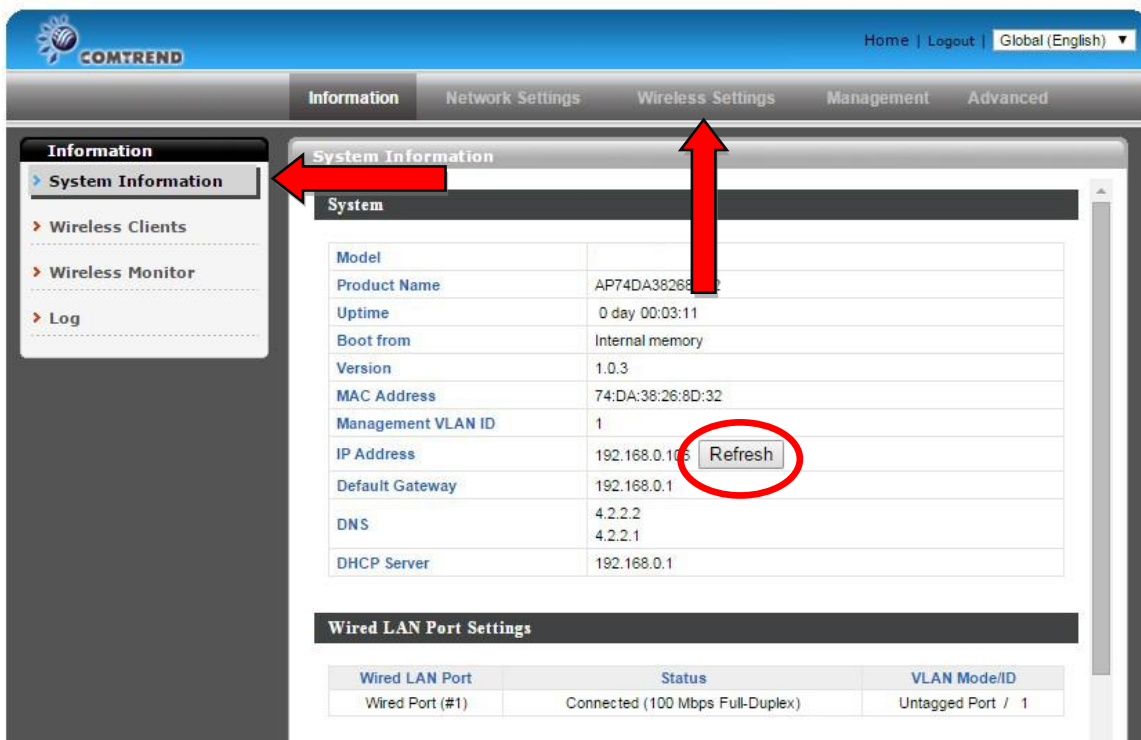 COMTREND
Home | Logout | Global (English)
Information Network Settings Wireless Settings Management Advanced
Information
System Information
Wireless Clients
Wireless Monitor
Log
System Information
System
Model
Product Name
Uptime 0 day 00:03:11
Boot from Internal memory
Version 1.0.3
MAC Address 74:DA:38:26:8D:32
Management VLAN ID 1
IP Address Refresh
Default Gateway 192.168.0.1
DNS 4.2.2.2
4.2.2.1
DHCP Server 192.168.0.1
Wired LAN Port Settings
Wired LAN Port Status VLAN Mode/ID
Wired Port (#1) Connected (100 Mbps Full-Duplex) Untagged Port / 1